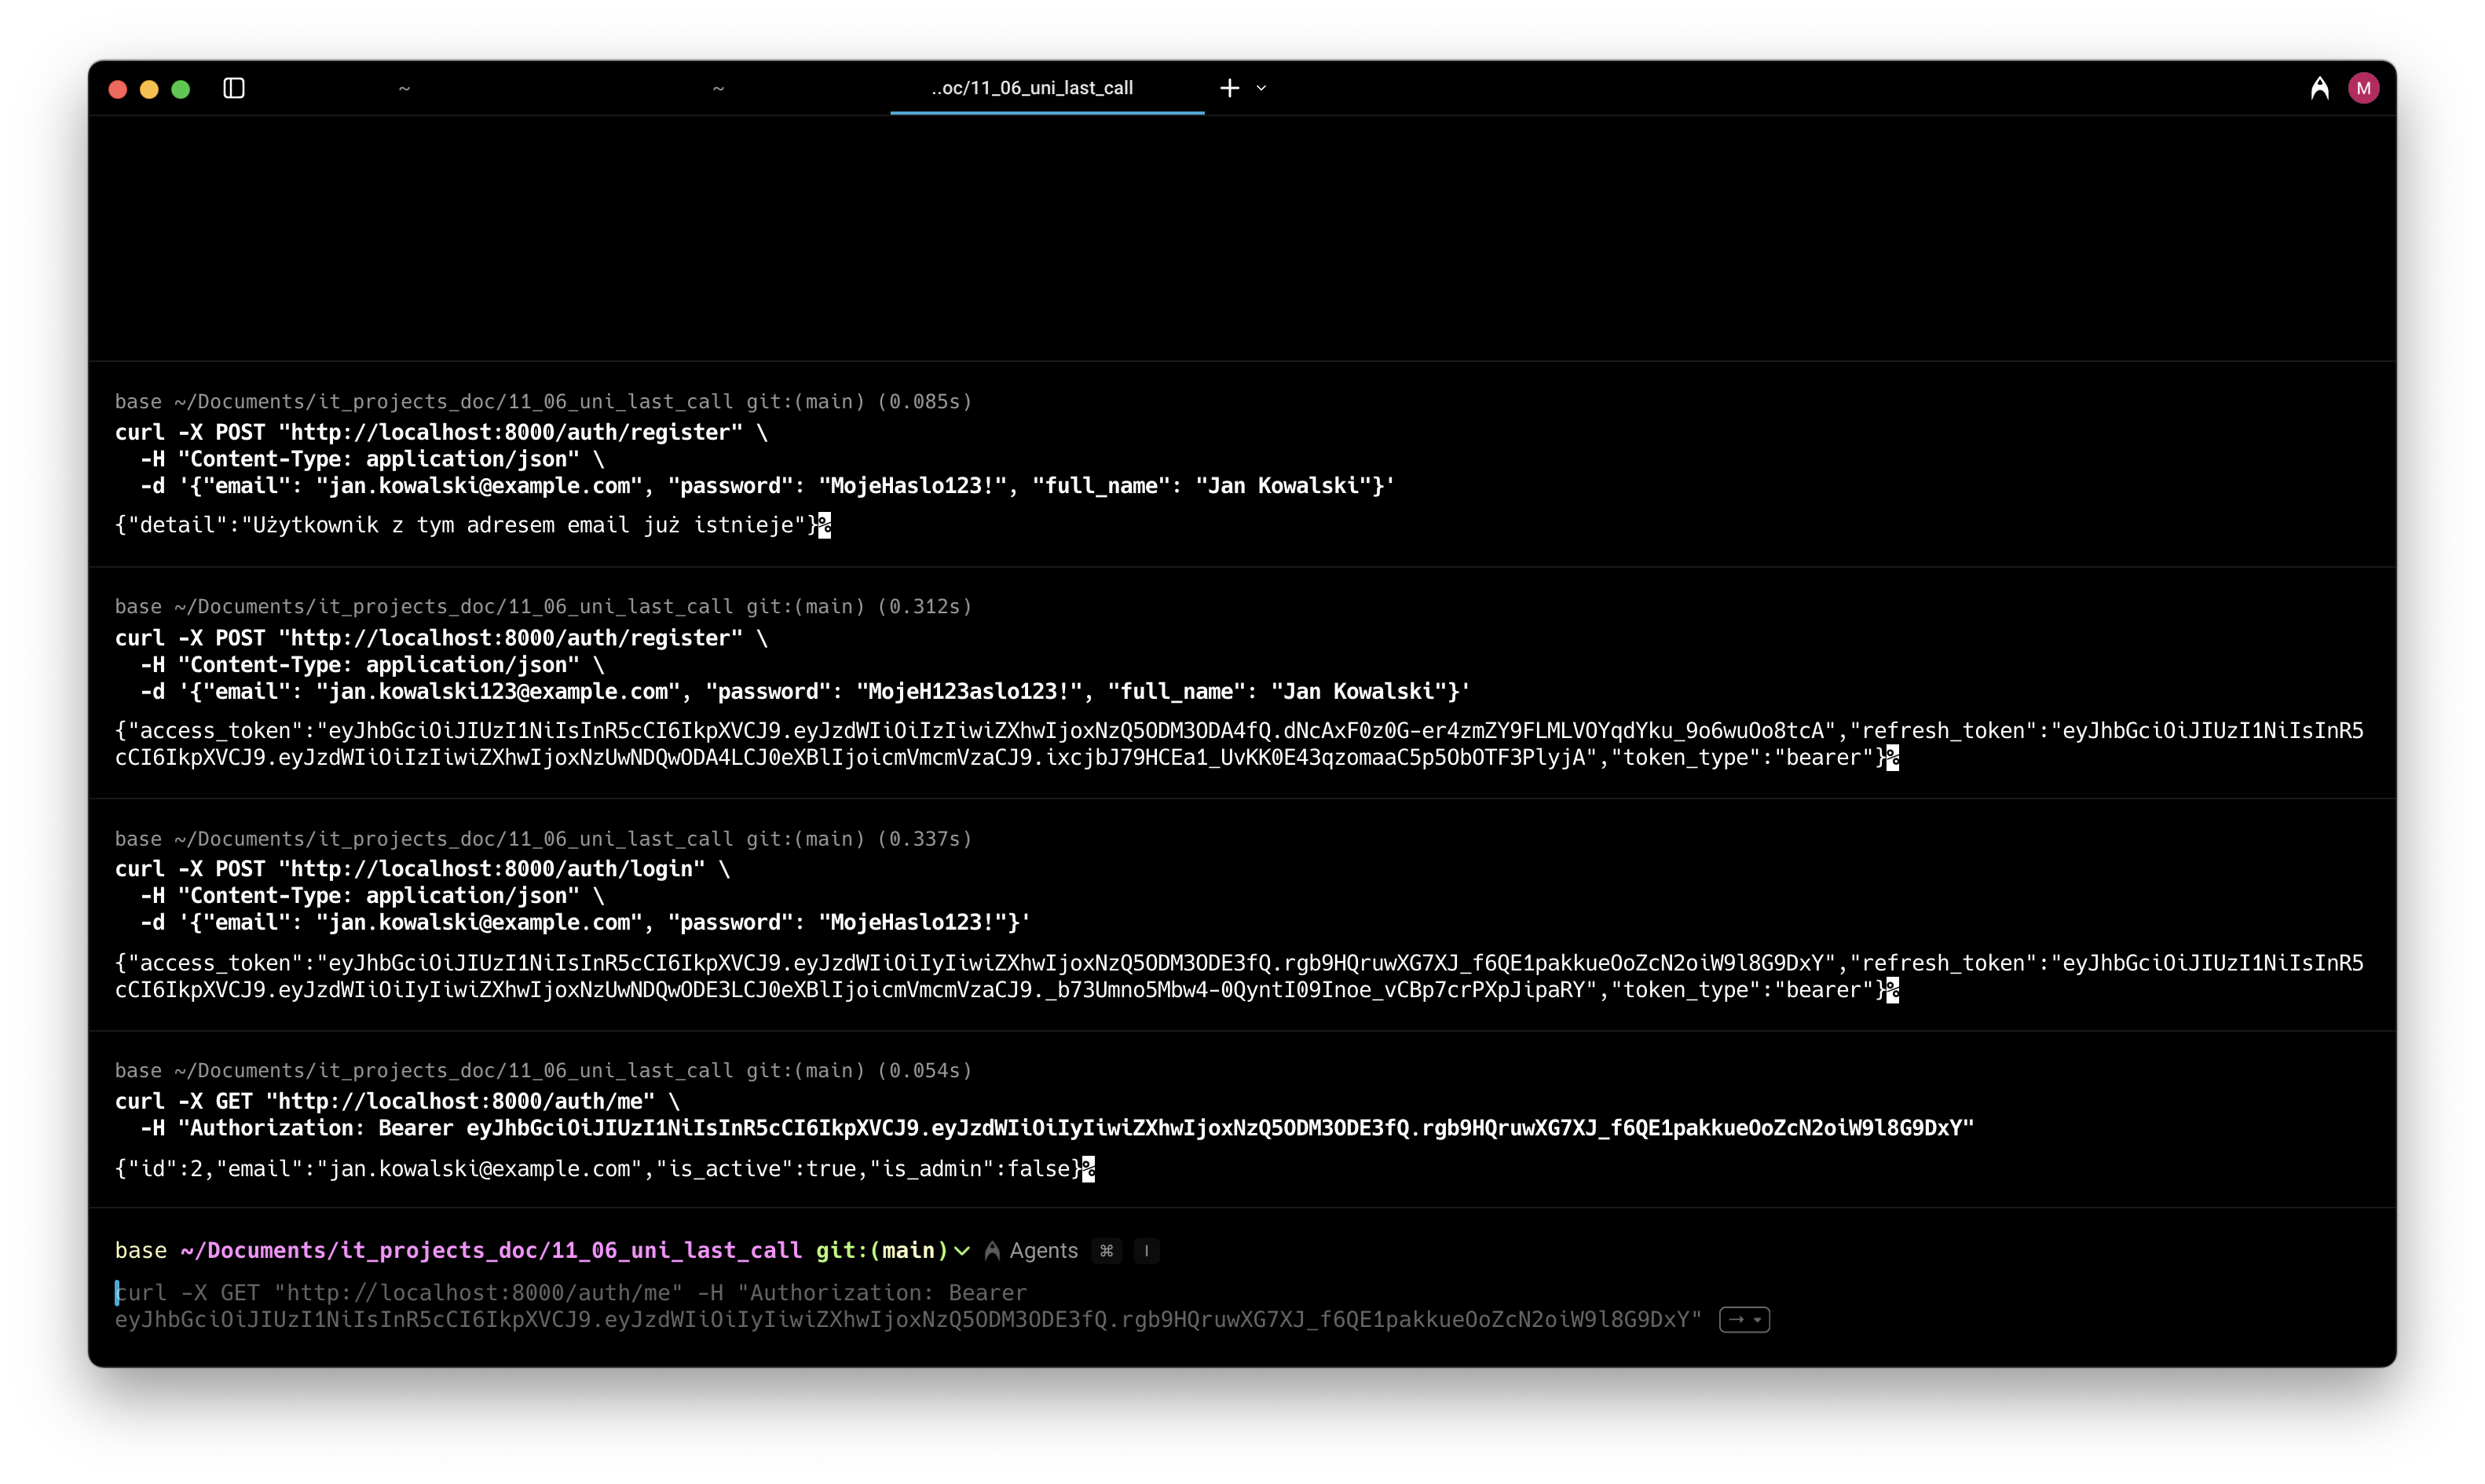 ~ ~ ..oc/11_06_uni_last_call M
base ~/Documents/it_projects_doc/11_06_uni_last_call git:(main) (0.085s)
curl -X POST "http://localhost:8000/auth/register" \
-H "Content-Type: application/json" \
-d '{"email": "jan.kowalski@example.com", "password": "MojeHaslo123!", "full_name": "Jan Kowalski"}'
{"detail":"Użytkownik z tym adresem email już istnieje"}%
base ~/Documents/it_projects_doc/11_06_uni_last_call git:(main) (0.312s)
curl -X POST "http://localhost:8000/auth/register" \
-H "Content-Type: application/json" \
-d '{"email": "jan.kowalski123@example.com", "password": "MojeH123aslo123!", "full_name": "Jan Kowalski"}'
{"access_token":"eyJhbGciOiJIUzI1NiIsInR5cCI6IkpXVCJ9.eyJzdWIiOiIzIiwiZXhwIjoxNzQ5ODM3ODA4fQ.dNcAxF0z0G-er4zmZY9FLMLVOYqdYku_9o6wuOo8tcA","refresh_token":"eyJhbGciOiJIUzI1NiIsInR5
cCI6IkpXVCJ9.eyJzdWIiOiIzIiwiZXhwIjoxNzUwNDQwODA4LCJ0eXBlIjoicmVmcmVzaCJ9.ixcjbJ79HCEa1_UvKK0E43qzomaaC5p5ObOTF3PlyjA","token_type":"bearer"}%
base ~/Documents/it_projects_doc/11_06_uni_last_call git:(main) (0.337s)
curl -X POST "http://localhost:8000/auth/login" \
-H "Content-Type: application/json" \
-d '{"email": "jan.kowalski@example.com", "password": "MojeHaslo123!"}'
{"access_token":"eyJhbGciOiJIUzI1NiIsInR5cCI6IkpXVCJ9.eyJzdWIiOiIyIiwiZXhwIjoxNzQ5ODM3ODE3fQ.rgb9HQruwXG7XJ_f6QE1pakkueOoZcN2oiW9l8G9DxY","refresh_token":"eyJhbGciOiJIUzI1NiIsInR5
cCI6IkpXVCJ9.eyJzdWIiOiIyIiwiZXhwIjoxNzUwNDQwODE3LCJ0eXBlIjoicmVmcmVzaCJ9._b73Umno5Mbw4-0QyntI09Inoe_vCBp7crPXpJipaRY","token_type":"bearer"}%
base ~/Documents/it_projects_doc/11_06_uni_last_call git:(main) (0.054s)
curl -X GET "http://localhost:8000/auth/me" \
-H "Authorization: Bearer eyJhbGciOiJIUzI1NiIsInR5cCI6IkpXVCJ9.eyJzdWIiOiIyIiwiZXhwIjoxNzQ5ODM3ODE3fQ.rgb9HQruwXG7XJ_f6QE1pakkueOoZcN2oiW9l8G9DxY"
{"id":2,"email":"jan.kowalski@example.com","is_active":true,"is_admin":false}%
base ~/Documents/it_projects_doc/11_06_uni_last_call git:(main) Agents ⌘ I
curl -X GET "http://localhost:8000/auth/me" -H "Authorization: Bearer
eyJhbGciOiJIUzI1NiIsInR5cCI6IkpXVCJ9.eyJzdWIiOiIyIiwiZXhwIjoxNzQ5ODM3ODE3fQ.rgb9HQruwXG7XJ_f6QE1pakkueOoZcN2oiW9l8G9DxY"